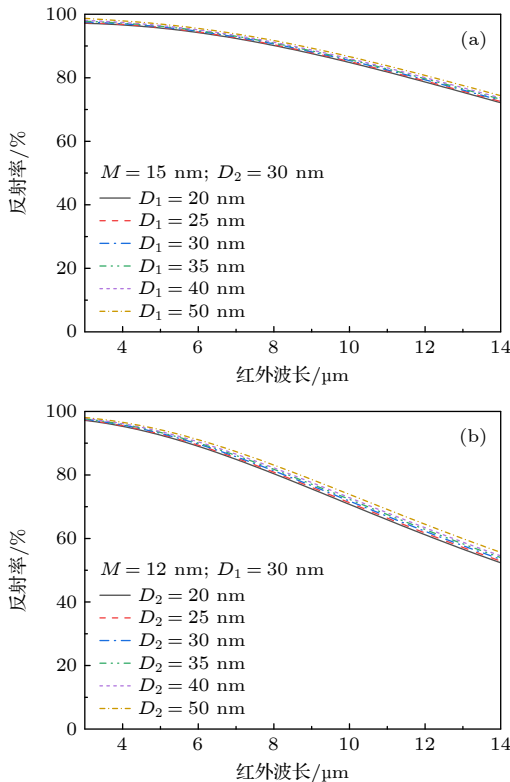 100
(a)
80
反射率/%
60
M = 15 nm; D₂ = 30 nm
D₁ = 20 nm
40
D₁ = 25 nm
D₁ = 30 nm
20
D₁ = 35 nm
D₁ = 40 nm
D₁ = 50 nm
0
4 6 8 10 12 14
红外波长/µm
100
(b)
80
反射率/%
60
M = 12 nm; D₁ = 30 nm
D₂ = 20 nm
40
D₂ = 25 nm
D₂ = 30 nm
20
D₂ = 35 nm
D₂ = 40 nm
D₂ = 50 nm
0
4 6 8 10 12 14
红外波长/µm